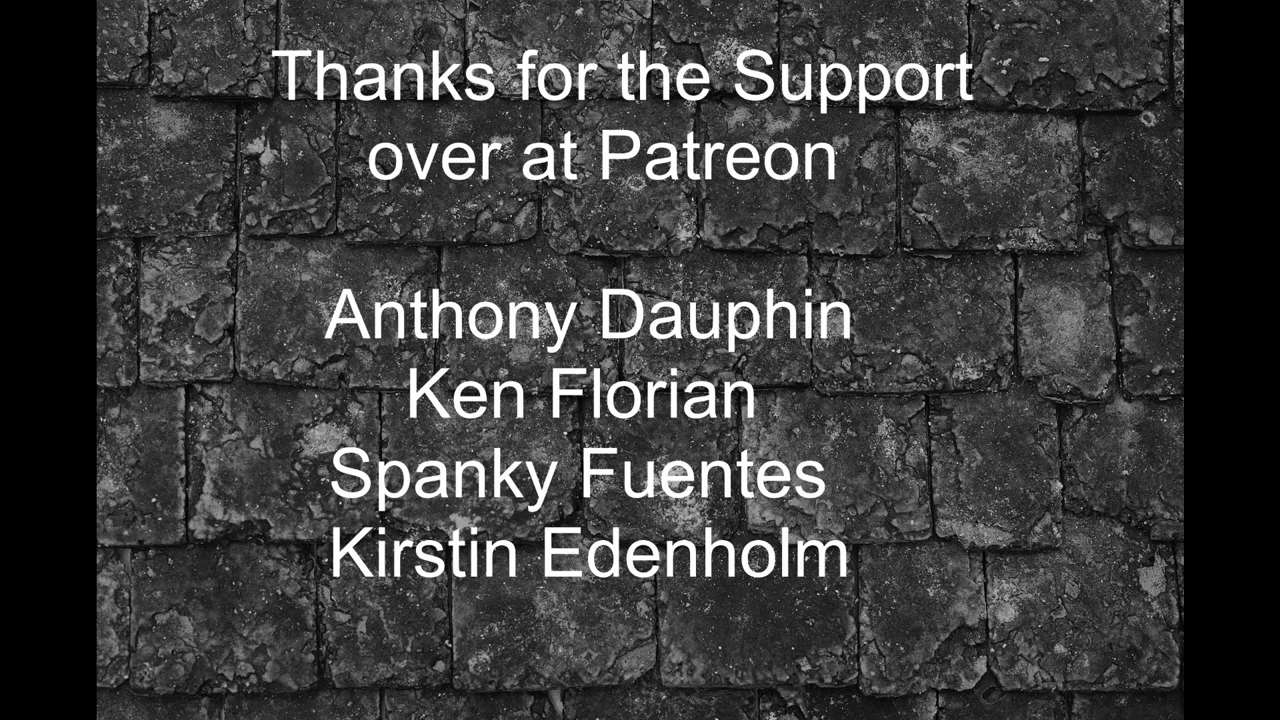 Thanks for the Support
over at Patreon
Anthony Dauphin
Ken Florian
Spanky Fuentes
Kirstin Edenholm